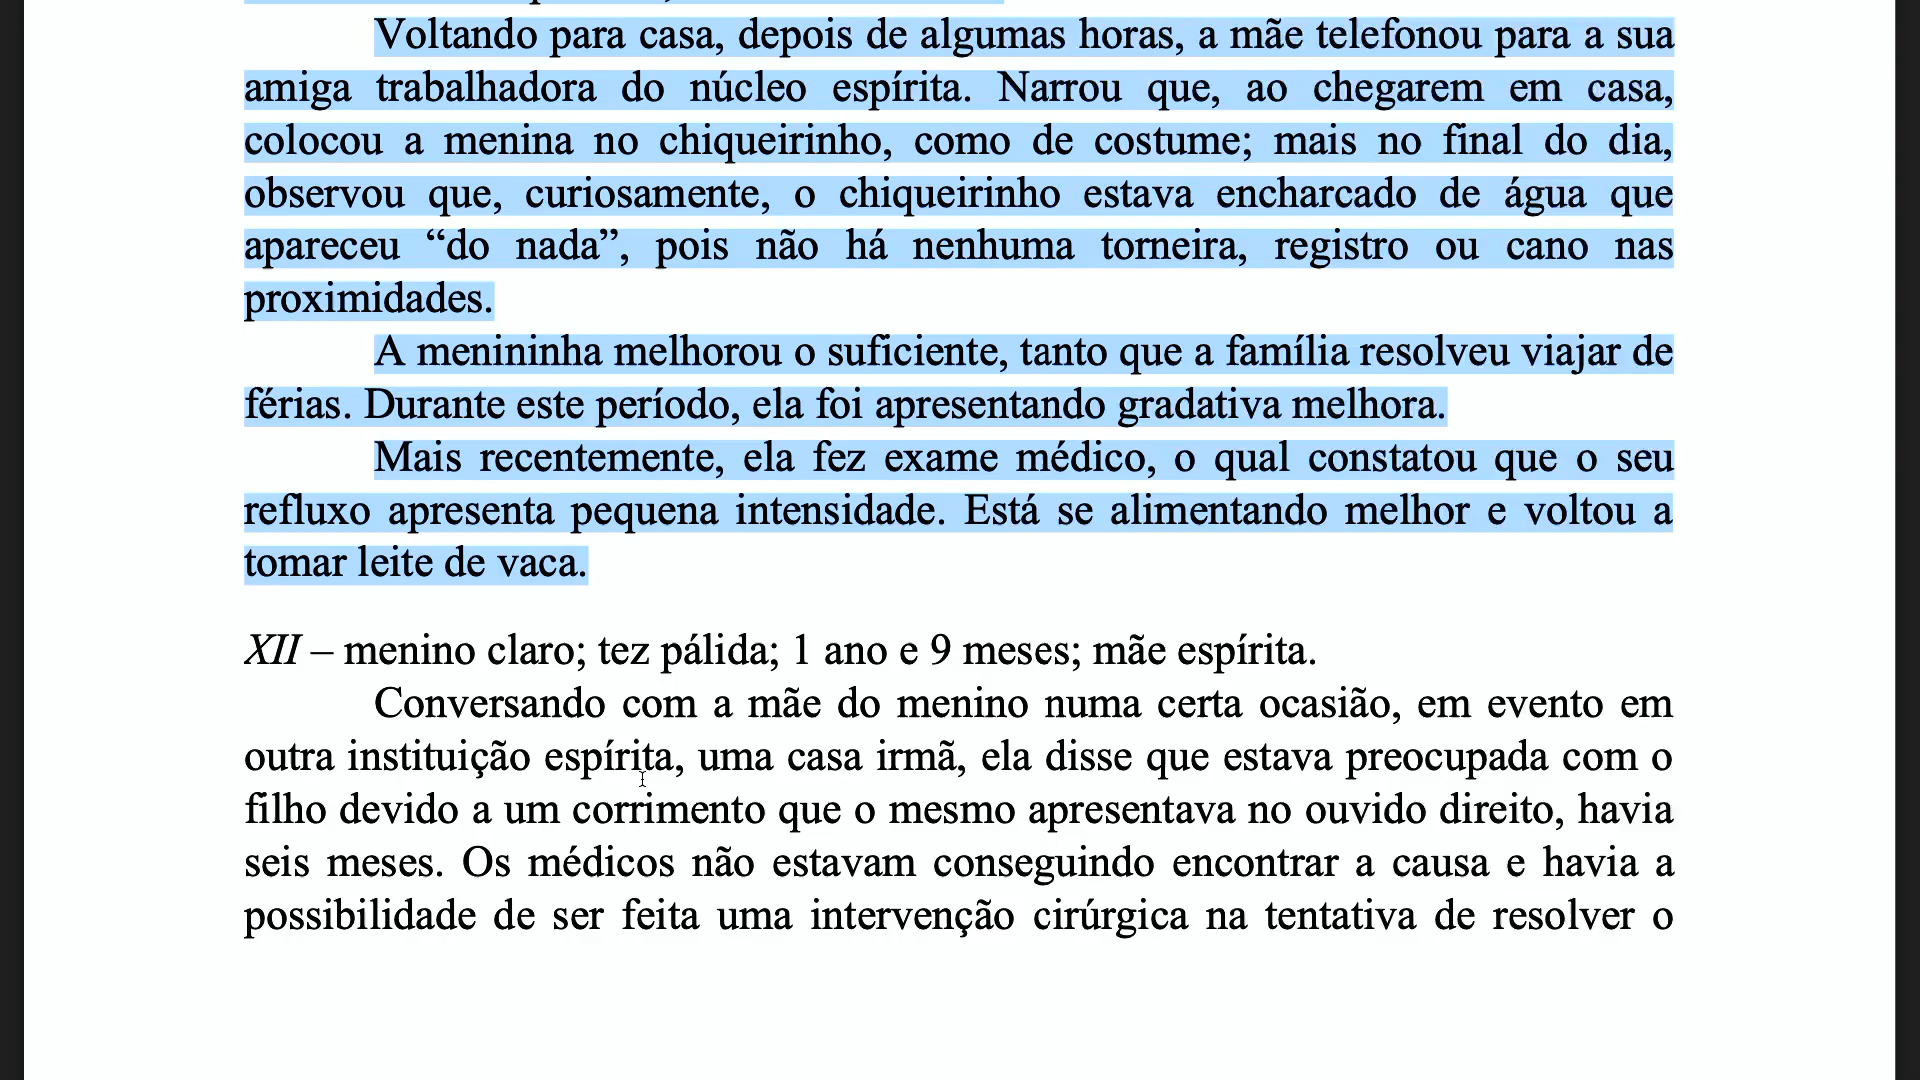 Voltando para casa, depois de algumas horas, a mãe telefonou para a sua
amiga trabalhadora do núcleo espírita. Narrou que, ao chegarem em casa,
colocou a menina no chiqueirinho, como de costume; mais no final do dia,
observou que, curiosamente, o chiqueirinho estava encharcado de água que
apareceu “do nada”, pois não há nenhuma torneira, registro ou cano nas
proximidades.
A menininha melhorou o suficiente, tanto que a família resolveu viajar de
férias. Durante este período, ela foi apresentando gradativa melhora.
Mais recentemente, ela fez exame médico, o qual constatou que o seu
refluxo apresenta pequena intensidade. Está se alimentando melhor e voltou a
tomar leite de vaca.
XII – menino claro; tez pálida; 1 ano e 9 meses; mãe espírita.
Conversando com a mãe do menino numa certa ocasião, em evento em
outra instituição espírita, uma casa irmã, ela disse que estava preocupada com o
filho devido a um corrimento que o mesmo apresentava no ouvido direito, havia
seis meses. Os médicos não estavam conseguindo encontrar a causa e havia a
possibilidade de ser feita uma intervenção cirúrgica na tentativa de resolver o